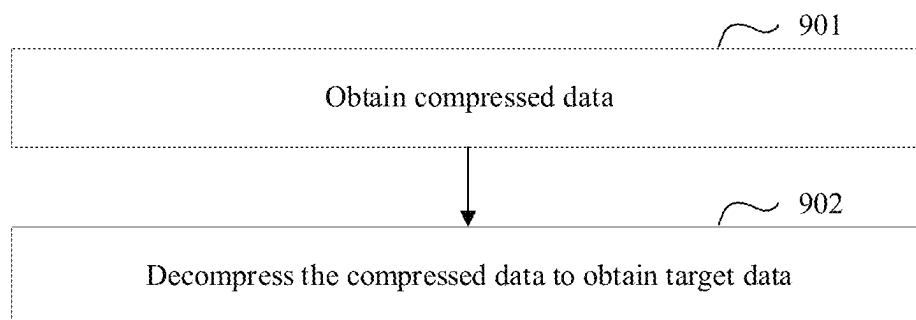 901
Obtain compressed data
902
Decompress the compressed data to obtain target data